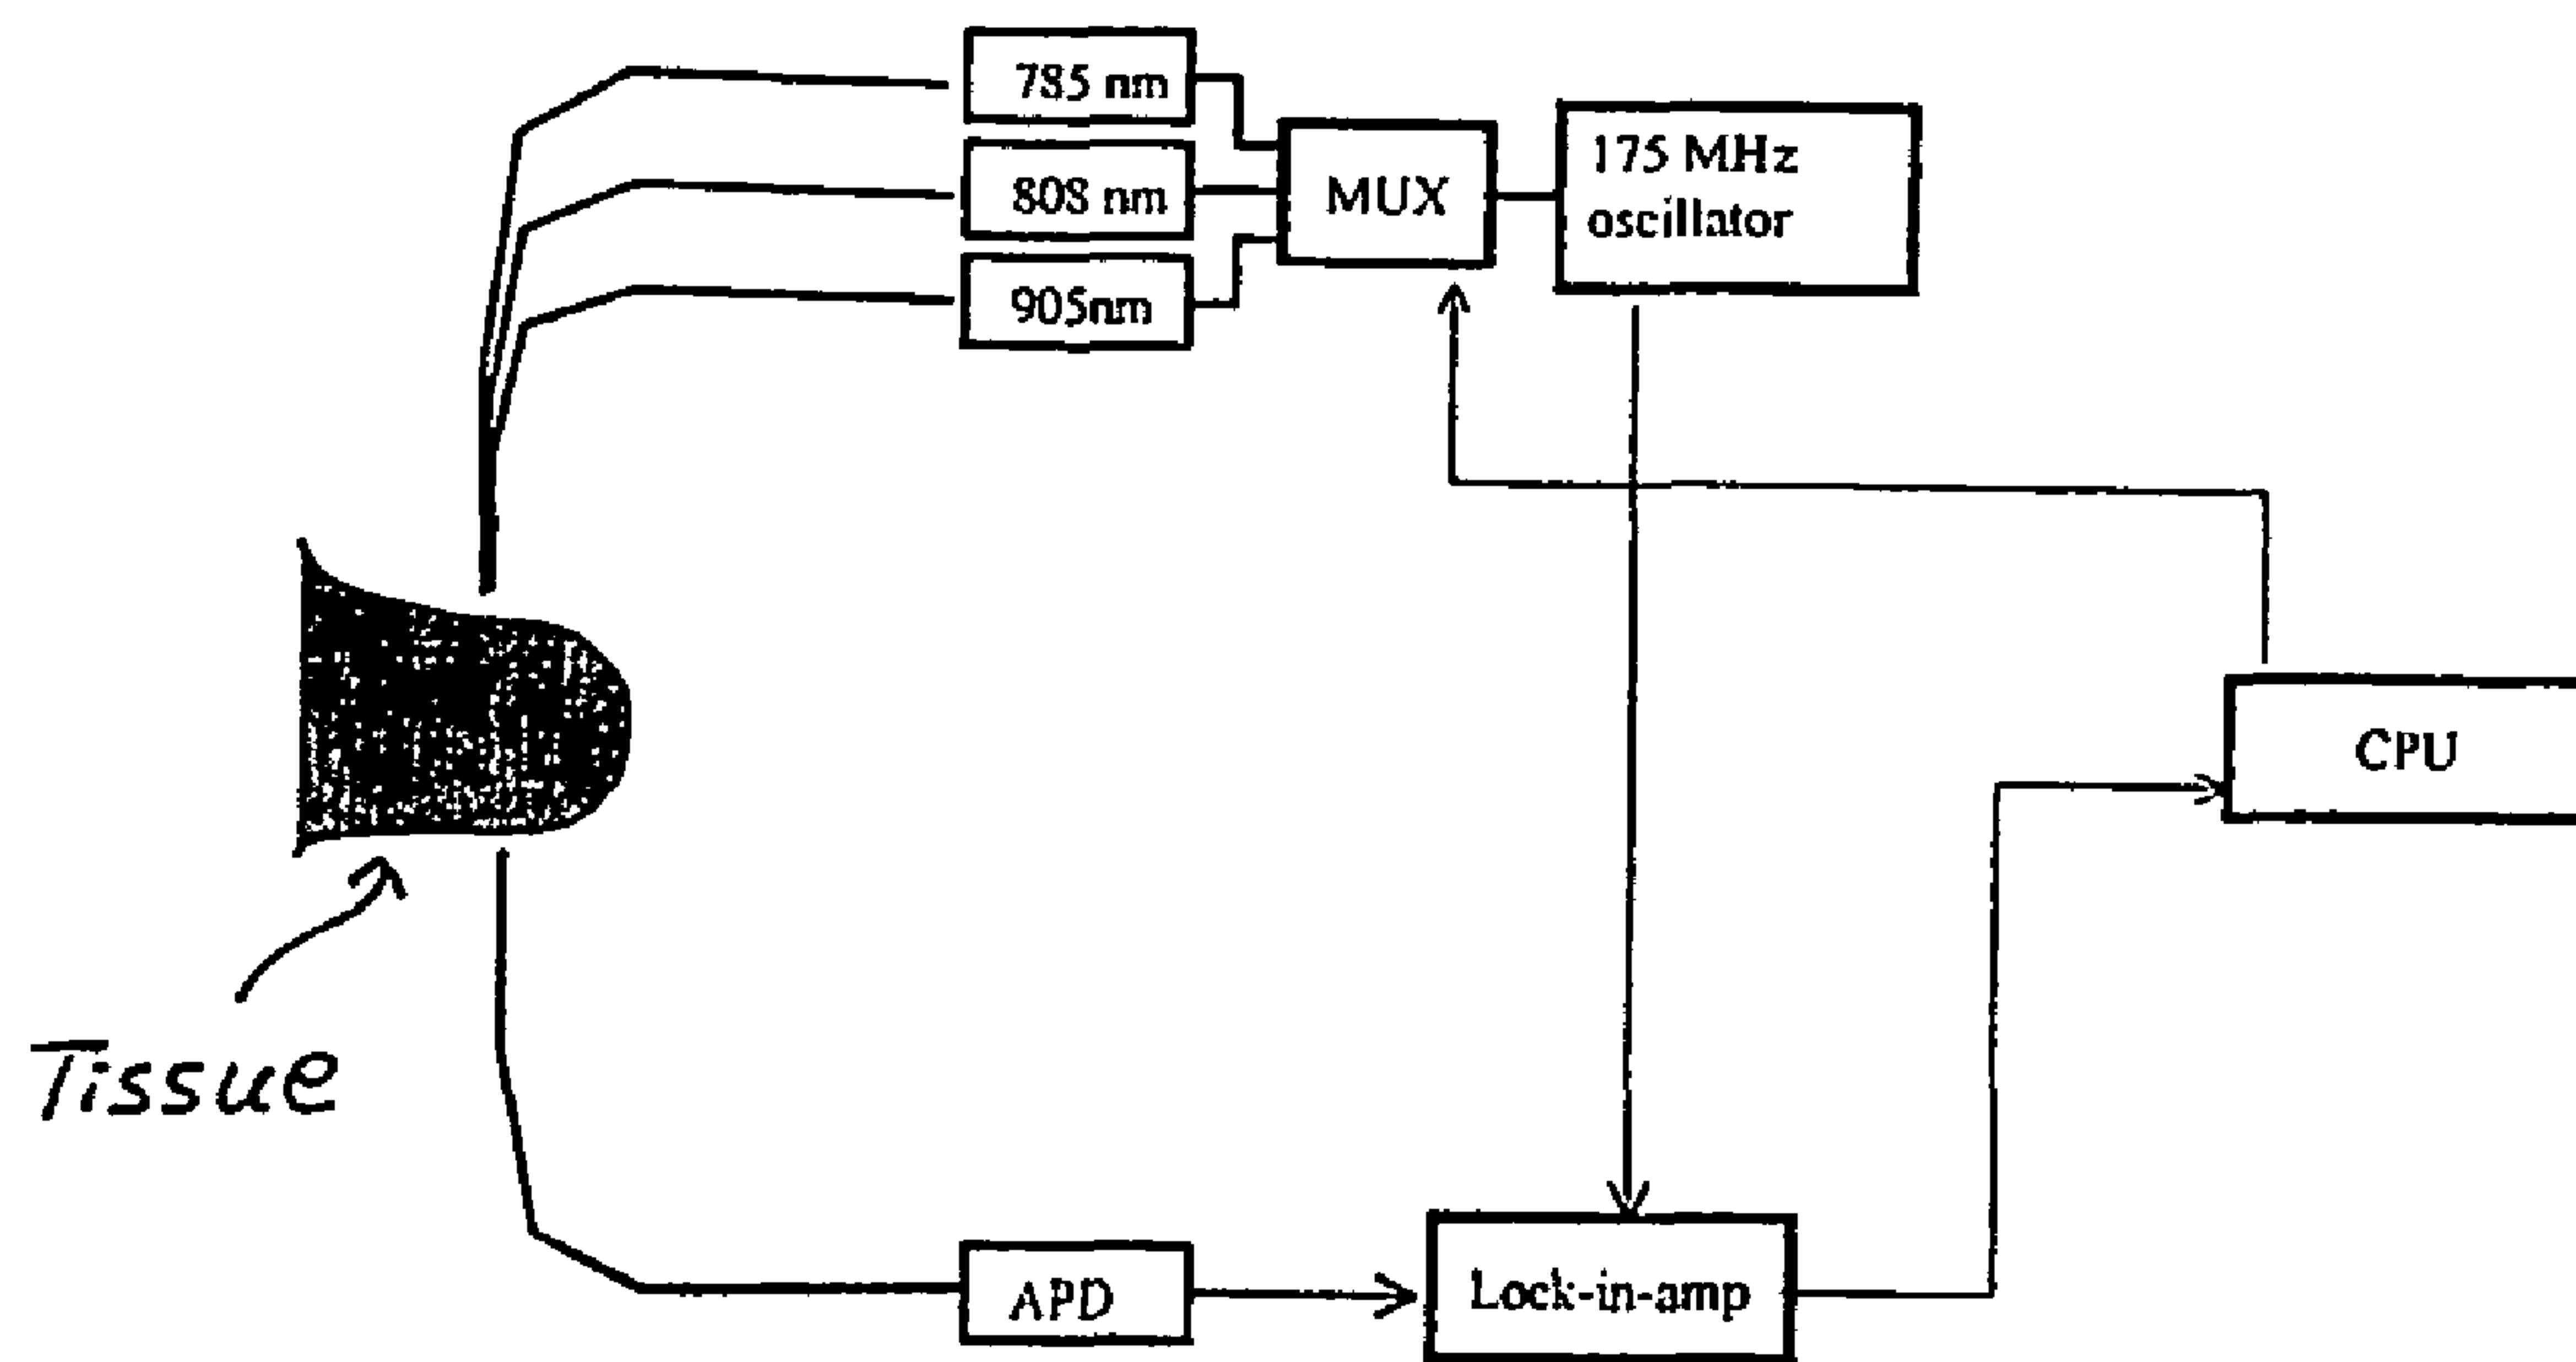 785 nm
808 nm
905nm
MUX
175 MHz
oscillator
CPU
Tissue
APD
Lock-in-amp